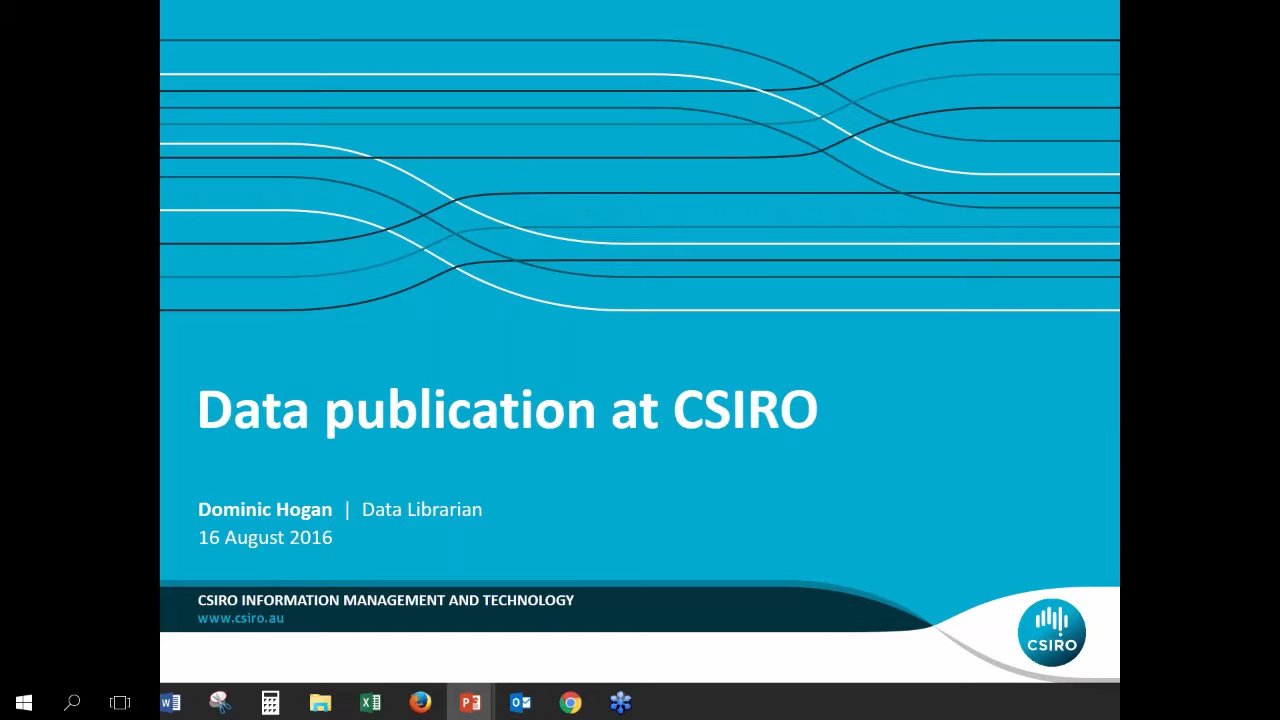 Data publication at CSIRO
Dominic Hogan | Data Librarian
16 August 2016
CSIRO INFORMATION MANAGEMENT AND TECHNOLOGY
www.csiro.au
CSIRO